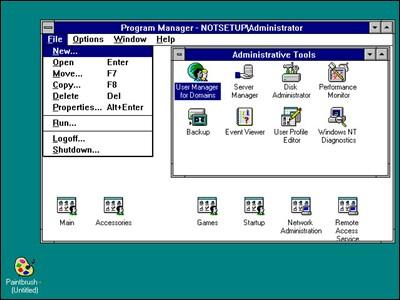 Program Manager - NOTSETUP\Administrator
File Options Window Help
New...
Open Enter
Move... F7
Copy... F8
Delete Del
Properties... Alt+Enter
Run...
Logoff...
Shutdown...
Administrative Tools
User Manager for Domains
Server Manager
Disk Administrator
Performance Monitor
Backup
Event Viewer
User Profile Editor
Windows NT Diagnostics
Main
Accessories
Games
Startup
Network Administration
Remote Access Service
Paintbrush - (Untitled)